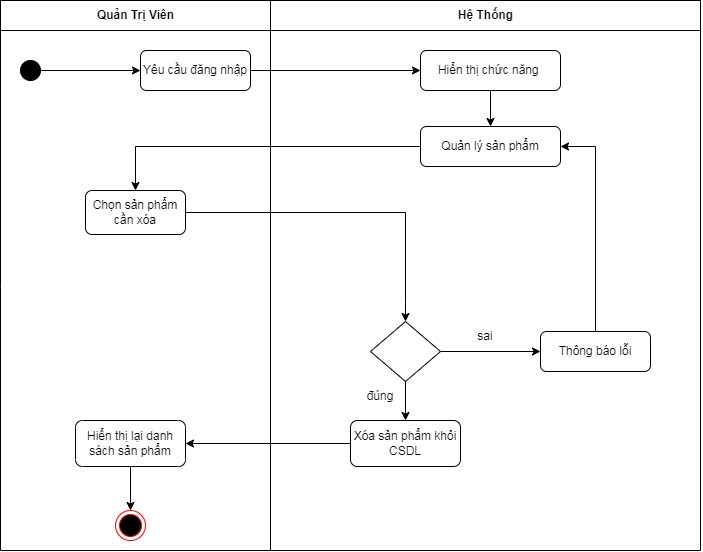 Quản Trị Viên
Hệ Thống
Yêu cầu đăng nhập
Hiển thị chức năng
Quản lý sản phẩm
Chọn sản phẩm
cần xóa
sai
Thông báo lỗi
đúng
Hiển thị lại danh
sách sản phẩm
Xóa sản phẩm khỏi
CSDL